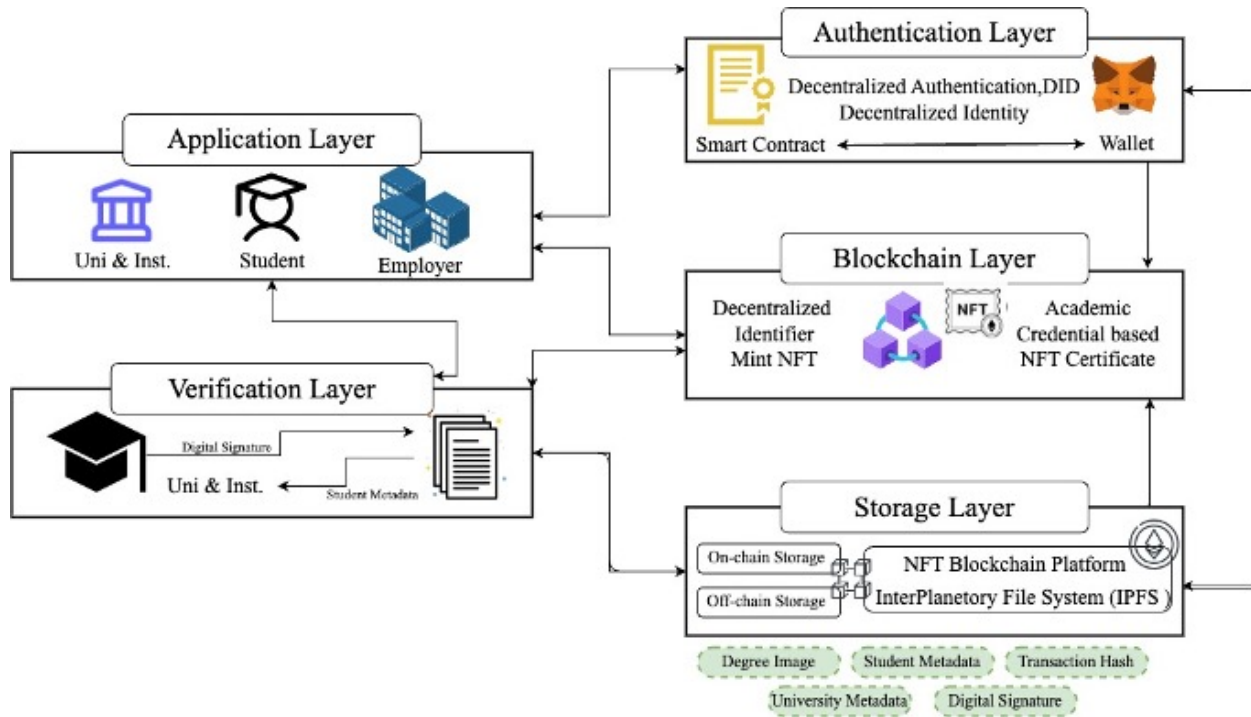 Authentication Layer
Decentralized Authentication,DID
Decentralized Identity
Smart Contract
Wallet
Application Layer
Uni & Inst.
Student
Employer
Blockchain Layer
Decentralized
Identifier
Mint NFT
NFT
Academic
Credential based
NFT Certificate
Verification Layer
Digital Signature
Uni & Inst.
Student Metadata
Storage Layer
On-chain Storage
Off-chain Storage
NFT Blockchain Platform
InterPlanetory File System (IPFS )
Degree Image
Student Metadata
Transaction Hash
University Metadata
Digital Signature